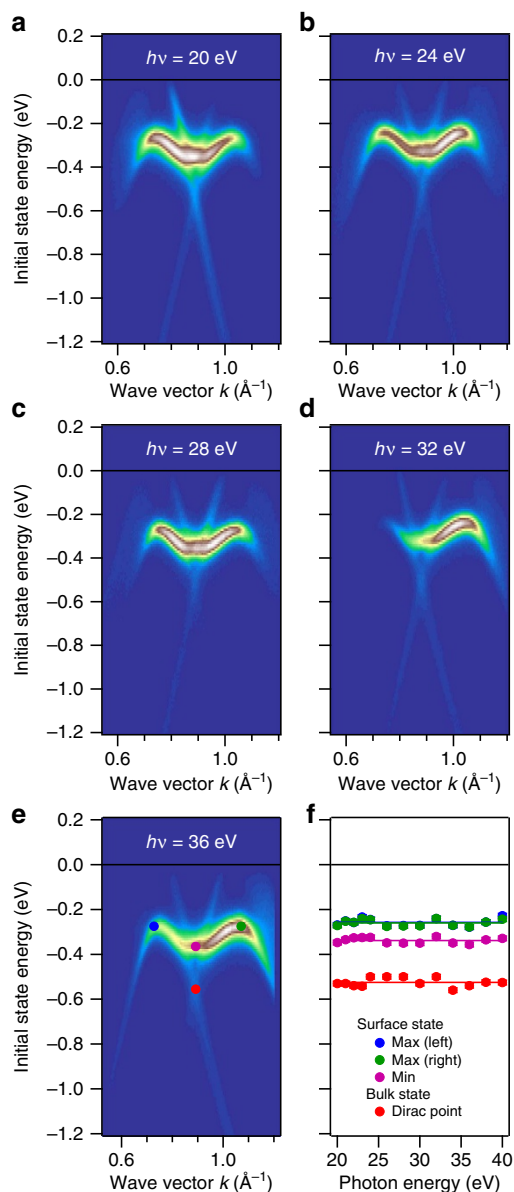 a
b
hν = 20 eV
hν = 24 eV
Initial state energy (eV)
0.2
0.0
−0.2
−0.4
−0.6
−0.8
−1.0
−1.2
0.6
1.0
0.6
1.0
Wave vector k (Å⁻¹)
Wave vector k (Å⁻¹)
c
d
hν = 28 eV
hν = 32 eV
Initial state energy (eV)
0.2
0.0
−0.2
−0.4
−0.6
−0.8
−1.0
−1.2
0.6
1.0
0.6
1.0
Wave vector k (Å⁻¹)
Wave vector k (Å⁻¹)
e
f
hν = 36 eV
Initial state energy (eV)
0.2
0.0
−0.2
−0.4
−0.6
−0.8
−1.0
−1.2
0.6
1.0
Wave vector k (Å⁻¹)
Surface state
Max (left)
Max (right)
Min
Bulk state
Dirac point
20
25
30
35
40
Photon energy (eV)